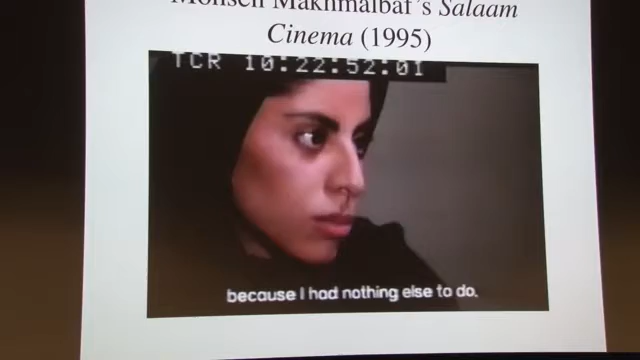 Mohsen Makhmalbaf's Salaam
Cinema (1995)
TCR 10:22:52:01
because I had nothing else to do.